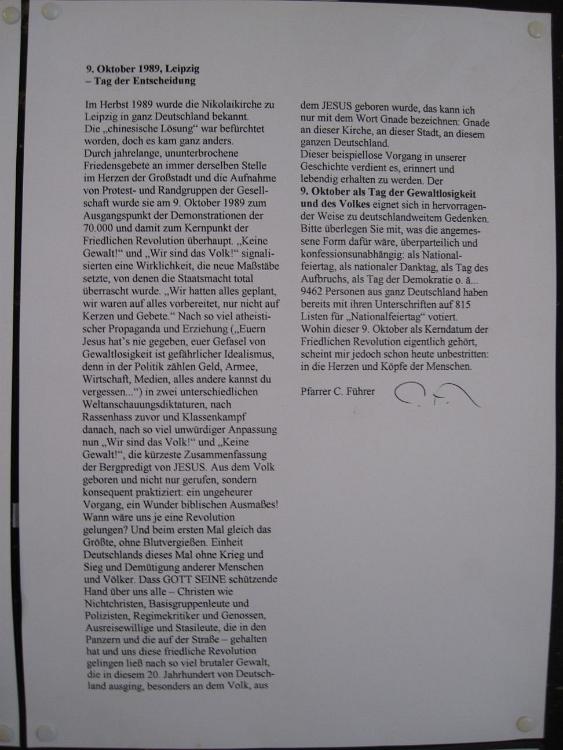 9. Oktober 1989, Leipzig
– Tag der Entscheidung
Im Herbst 1989 wurde die Nikolaikirche zu
Leipzig in ganz Deutschland bekannt.
Die „chinesische Lösung“ war befürchtet
worden, doch es kam ganz anders.
Durch jahrelange, ununterbrochene
Friedensgebete an immer derselben Stelle
im Herzen der Großstadt und die Aufnahme
von Protest- und Randgruppen der Gesell-
schaft wurde sie am 9. Oktober 1989 zum
Ausgangspunkt der Demonstrationen der
70.000 und damit zum Kernpunkt der
Friedlichen Revolution überhaupt. „Keine
Gewalt!“ und „Wir sind das Volk!“ signali-
sierten eine Wirklichkeit, die neue Maßstäbe
setzte, von denen die Staatsmacht total
überrascht wurde. „Wir hatten alles geplant,
wir waren auf alles vorbereitet, nur nicht auf
Kerzen und Gebete.“ Nach so viel atheisti-
scher Propaganda und Erziehung („Euern
Jesus hat's nie gegeben, euer Gefasel von
Gewaltlosigkeit ist gefährlicher Idealismus,
denn in der Politik zählen Geld, Armee,
Wirtschaft, Medien, alles andere kannst du
vergessen...“) in zwei unterschiedlichen
Weltanschauungsdiktaturen, nach
Rassenhass zuvor und Klassenkampf
danach, nach so viel unwürdiger Anpassung
nun „Wir sind das Volk!“ und „Keine
Gewalt!“, die kürzeste Zusammenfassung
der Bergpredigt von JESUS. Aus dem Volk
geboren und nicht nur gerufen, sondern
konsequent praktiziert: ein ungeheurer
Vorgang, ein Wunder biblischen Ausmaßes!
Wann wäre uns je eine Revolution
gelungen? Und beim ersten Mal gleich das
Größte, ohne Blutvergießen. Einheit
Deutschlands dieses Mal ohne Krieg und
Sieg und Demütigung anderer Menschen
und Völker. Dass GOTT SEINE schützende
Hand über uns alle – Christen wie
Nichtchristen, Basisgruppenleute und
Polizisten, Regimekritiker und Genossen,
Ausreisewillige und Stasileute, die in den
Panzern und die auf der Straße – gehalten
hat und uns diese friedliche Revolution
gelingen ließ nach so viel brutaler Gewalt,
die in diesem 20. Jahrhundert von Deutsch-
land ausging, besonders an dem Volk, aus
dem JESUS geboren wurde, das kann ich
nur mit dem Wort Gnade bezeichnen: Gnade
an dieser Kirche, an dieser Stadt, an diesem
ganzen Deutschland.
Dieser beispiellose Vorgang in unserer
Geschichte verdient es, erinnert und
lebendig erhalten zu werden. Der
9. Oktober als Tag der Gewaltlosigkeit
und des Volkes eignet sich in hervorragen-
der Weise zu deutschlandweitem Gedenken.
Bitte überlegen Sie mit, was die angemes-
sene Form dafür wäre, überparteilich und
konfessionsunabhängig: als National-
feiertag, als nationaler Danktag, als Tag des
Aufbruchs, als Tag der Demokratie o. ä...
9462 Personen aus ganz Deutschland haben
bereits mit ihren Unterschriften auf 815
Listen für „Nationalfeiertag“ votiert.
Wohin dieser 9. Oktober als Kerndatum der
Friedlichen Revolution eigentlich gehört,
scheint mir jedoch schon heute unbestritten:
in die Herzen und Köpfe der Menschen.
Pfarrer C. Führer